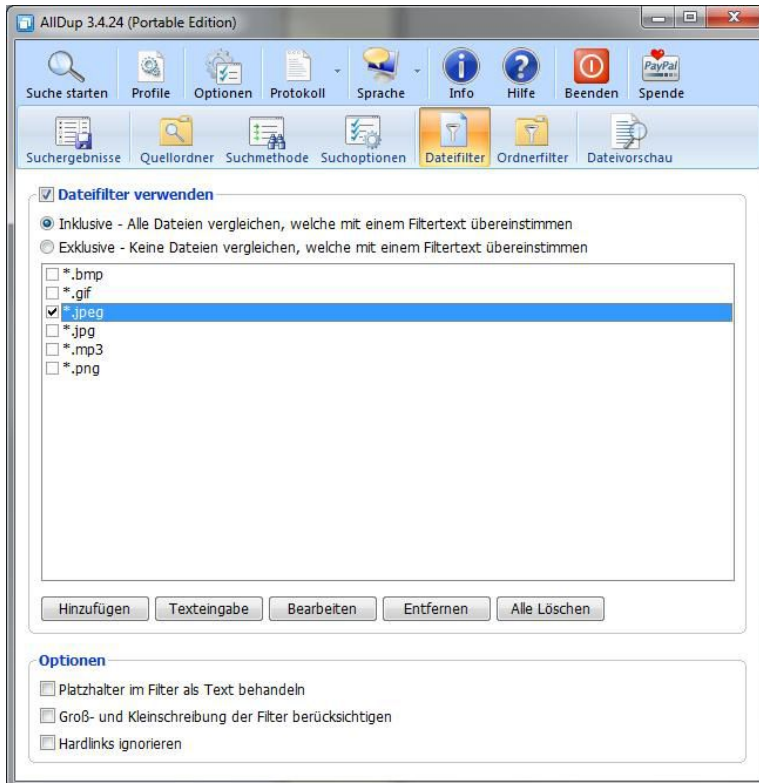 AllDup 3.4.24 (Portable Edition)
Suche starten Profile Optionen Protokoll Sprache Info Hilfe Beenden PayPal Spende
Suchergebnisse Quellordner Suchmethode Suchoptionen Dateifilter Ordnerfilter Dateivorschau
Dateifilter verwenden
Inklusive - Alle Dateien vergleichen, welche mit einem Filtertext übereinstimmen
Exklusive - Keine Dateien vergleichen, welche mit einem Filtertext übereinstimmen
*.bmp
*.gif
*.jpeg
*.jpg
*.mp3
*.png
Hinzufügen Texteingabe Bearbeiten Entfernen Alle Löschen
Optionen
Platzhalter im Filter als Text behandeln
Groß- und Kleinschreibung der Filter berücksichtigen
Hardlinks ignorieren